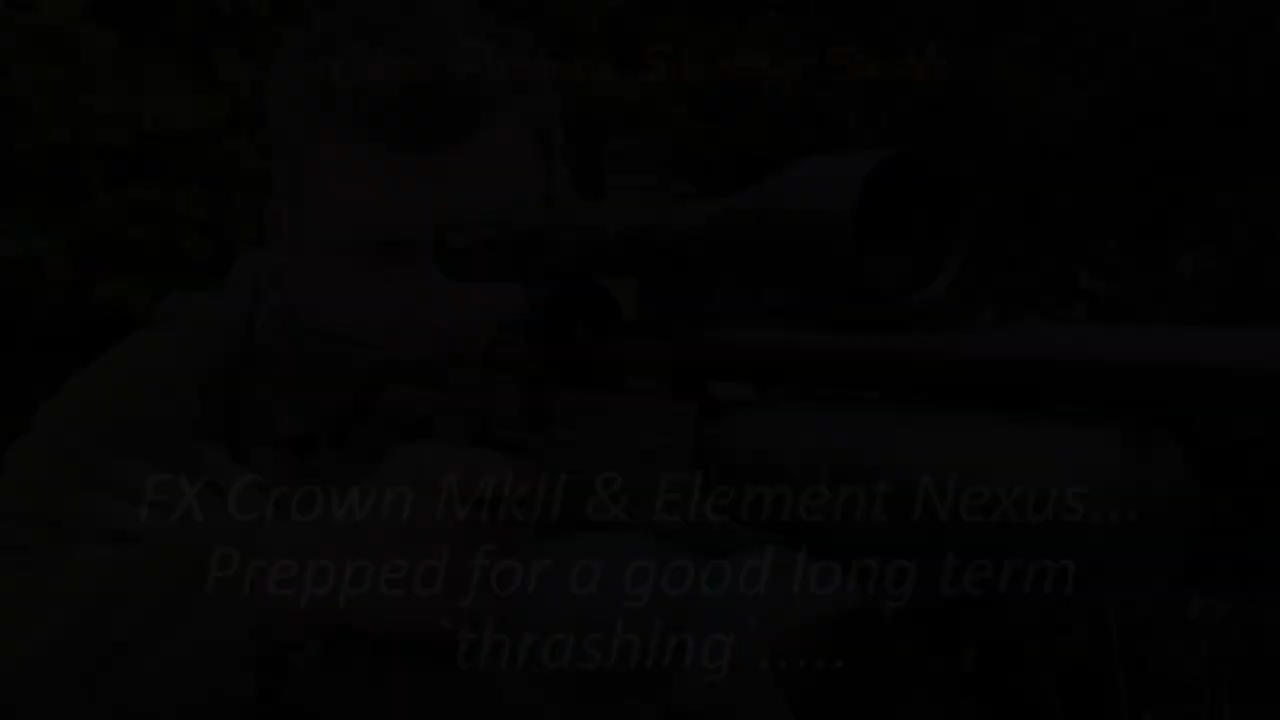 FX Crown MkII & Element Nexus...
Prepped for a good long term
`thrashing`.....